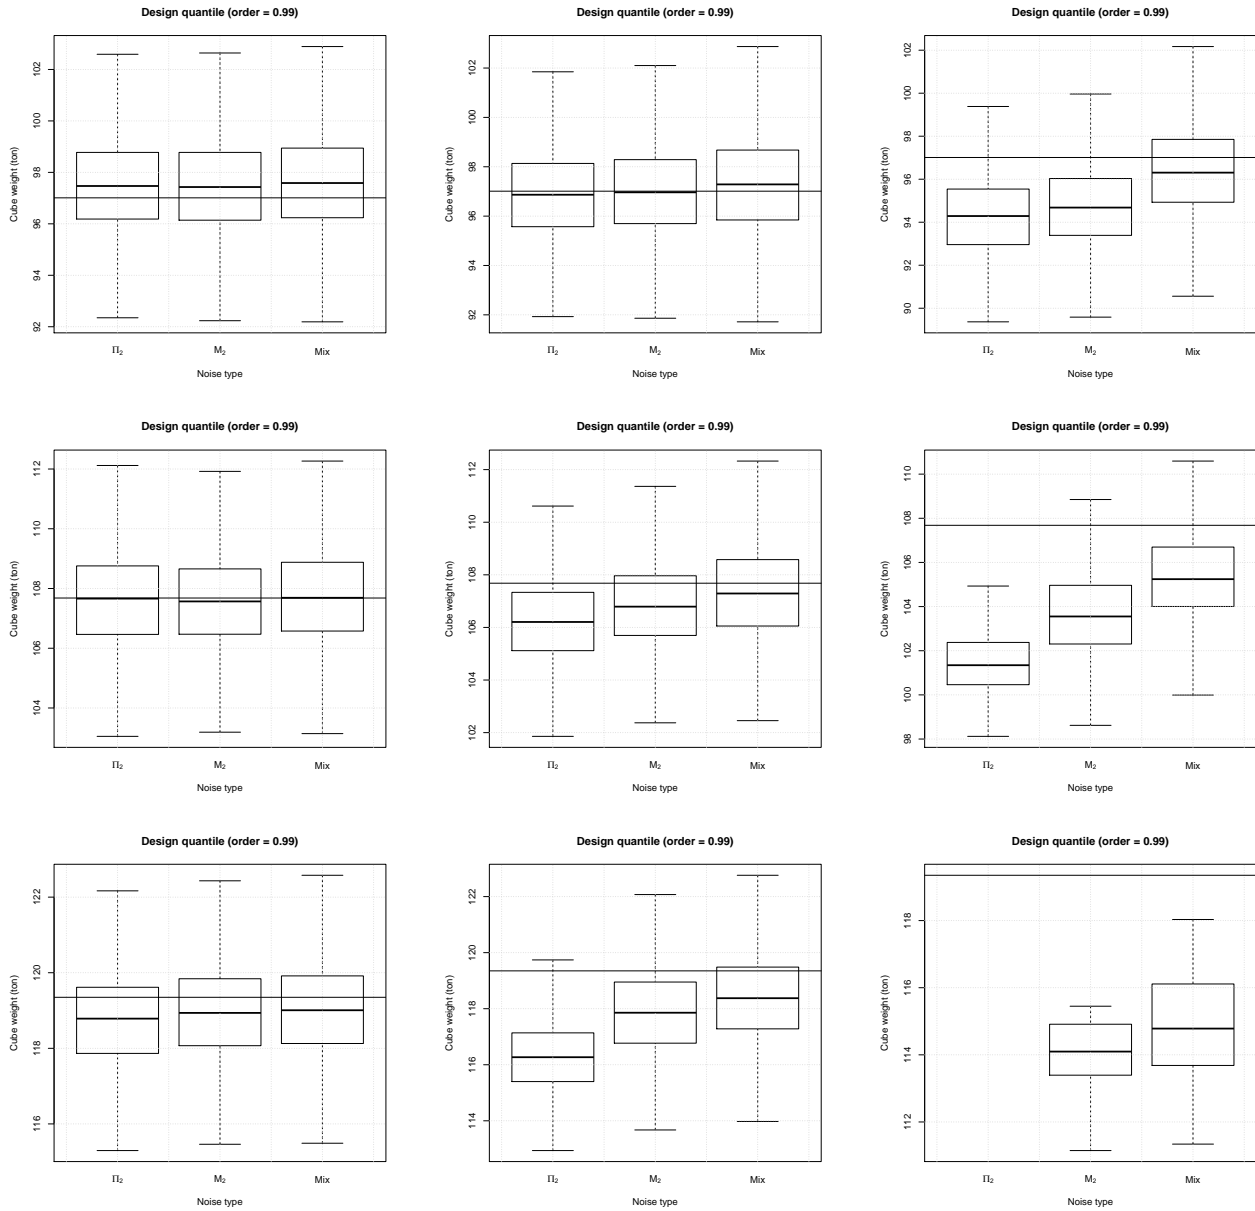 Design quantile (order = 0.99)
Cube weight (ton)
102
100
98
96
94
92
Π₂
M₂
Mix
Noise type
Design quantile (order = 0.99)
Cube weight (ton)
102
100
98
96
94
92
Π₂
M₂
Mix
Noise type
Design quantile (order = 0.99)
Cube weight (ton)
102
100
98
96
94
92
90
Π₂
M₂
Mix
Noise type
Design quantile (order = 0.99)
Cube weight (ton)
112
110
108
106
104
Π₂
M₂
Mix
Noise type
Design quantile (order = 0.99)
Cube weight (ton)
112
110
108
106
104
102
Π₂
M₂
Mix
Noise type
Design quantile (order = 0.99)
Cube weight (ton)
110
108
106
104
102
100
98
Π₂
M₂
Mix
Noise type
Design quantile (order = 0.99)
Cube weight (ton)
122
120
118
116
Π₂
M₂
Mix
Noise type
Design quantile (order = 0.99)
Cube weight (ton)
122
120
118
116
114
Π₂
M₂
Mix
Noise type
Design quantile (order = 0.99)
Cube weight (ton)
118
116
114
112
Π₂
M₂
Mix
Noise type